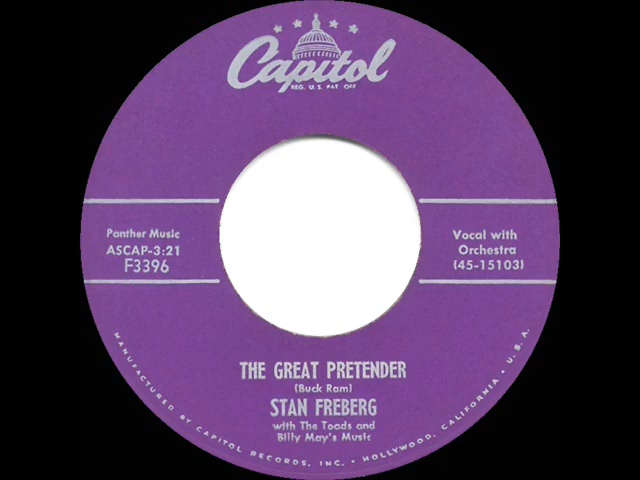 Capitol
REG. U.S. PAT. OFF.
Panther Music
ASCAP-3:21
F3396
Vocal with
Orchestra
(45-15103)
THE GREAT PRETENDER
(Buck Ram)
STAN FREBERG
with The Toads and
Billy May's Music
MANUFACTURED BY CAPITOL RECORDS, INC. • HOLLYWOOD, CALIFORNIA • U.S.A.